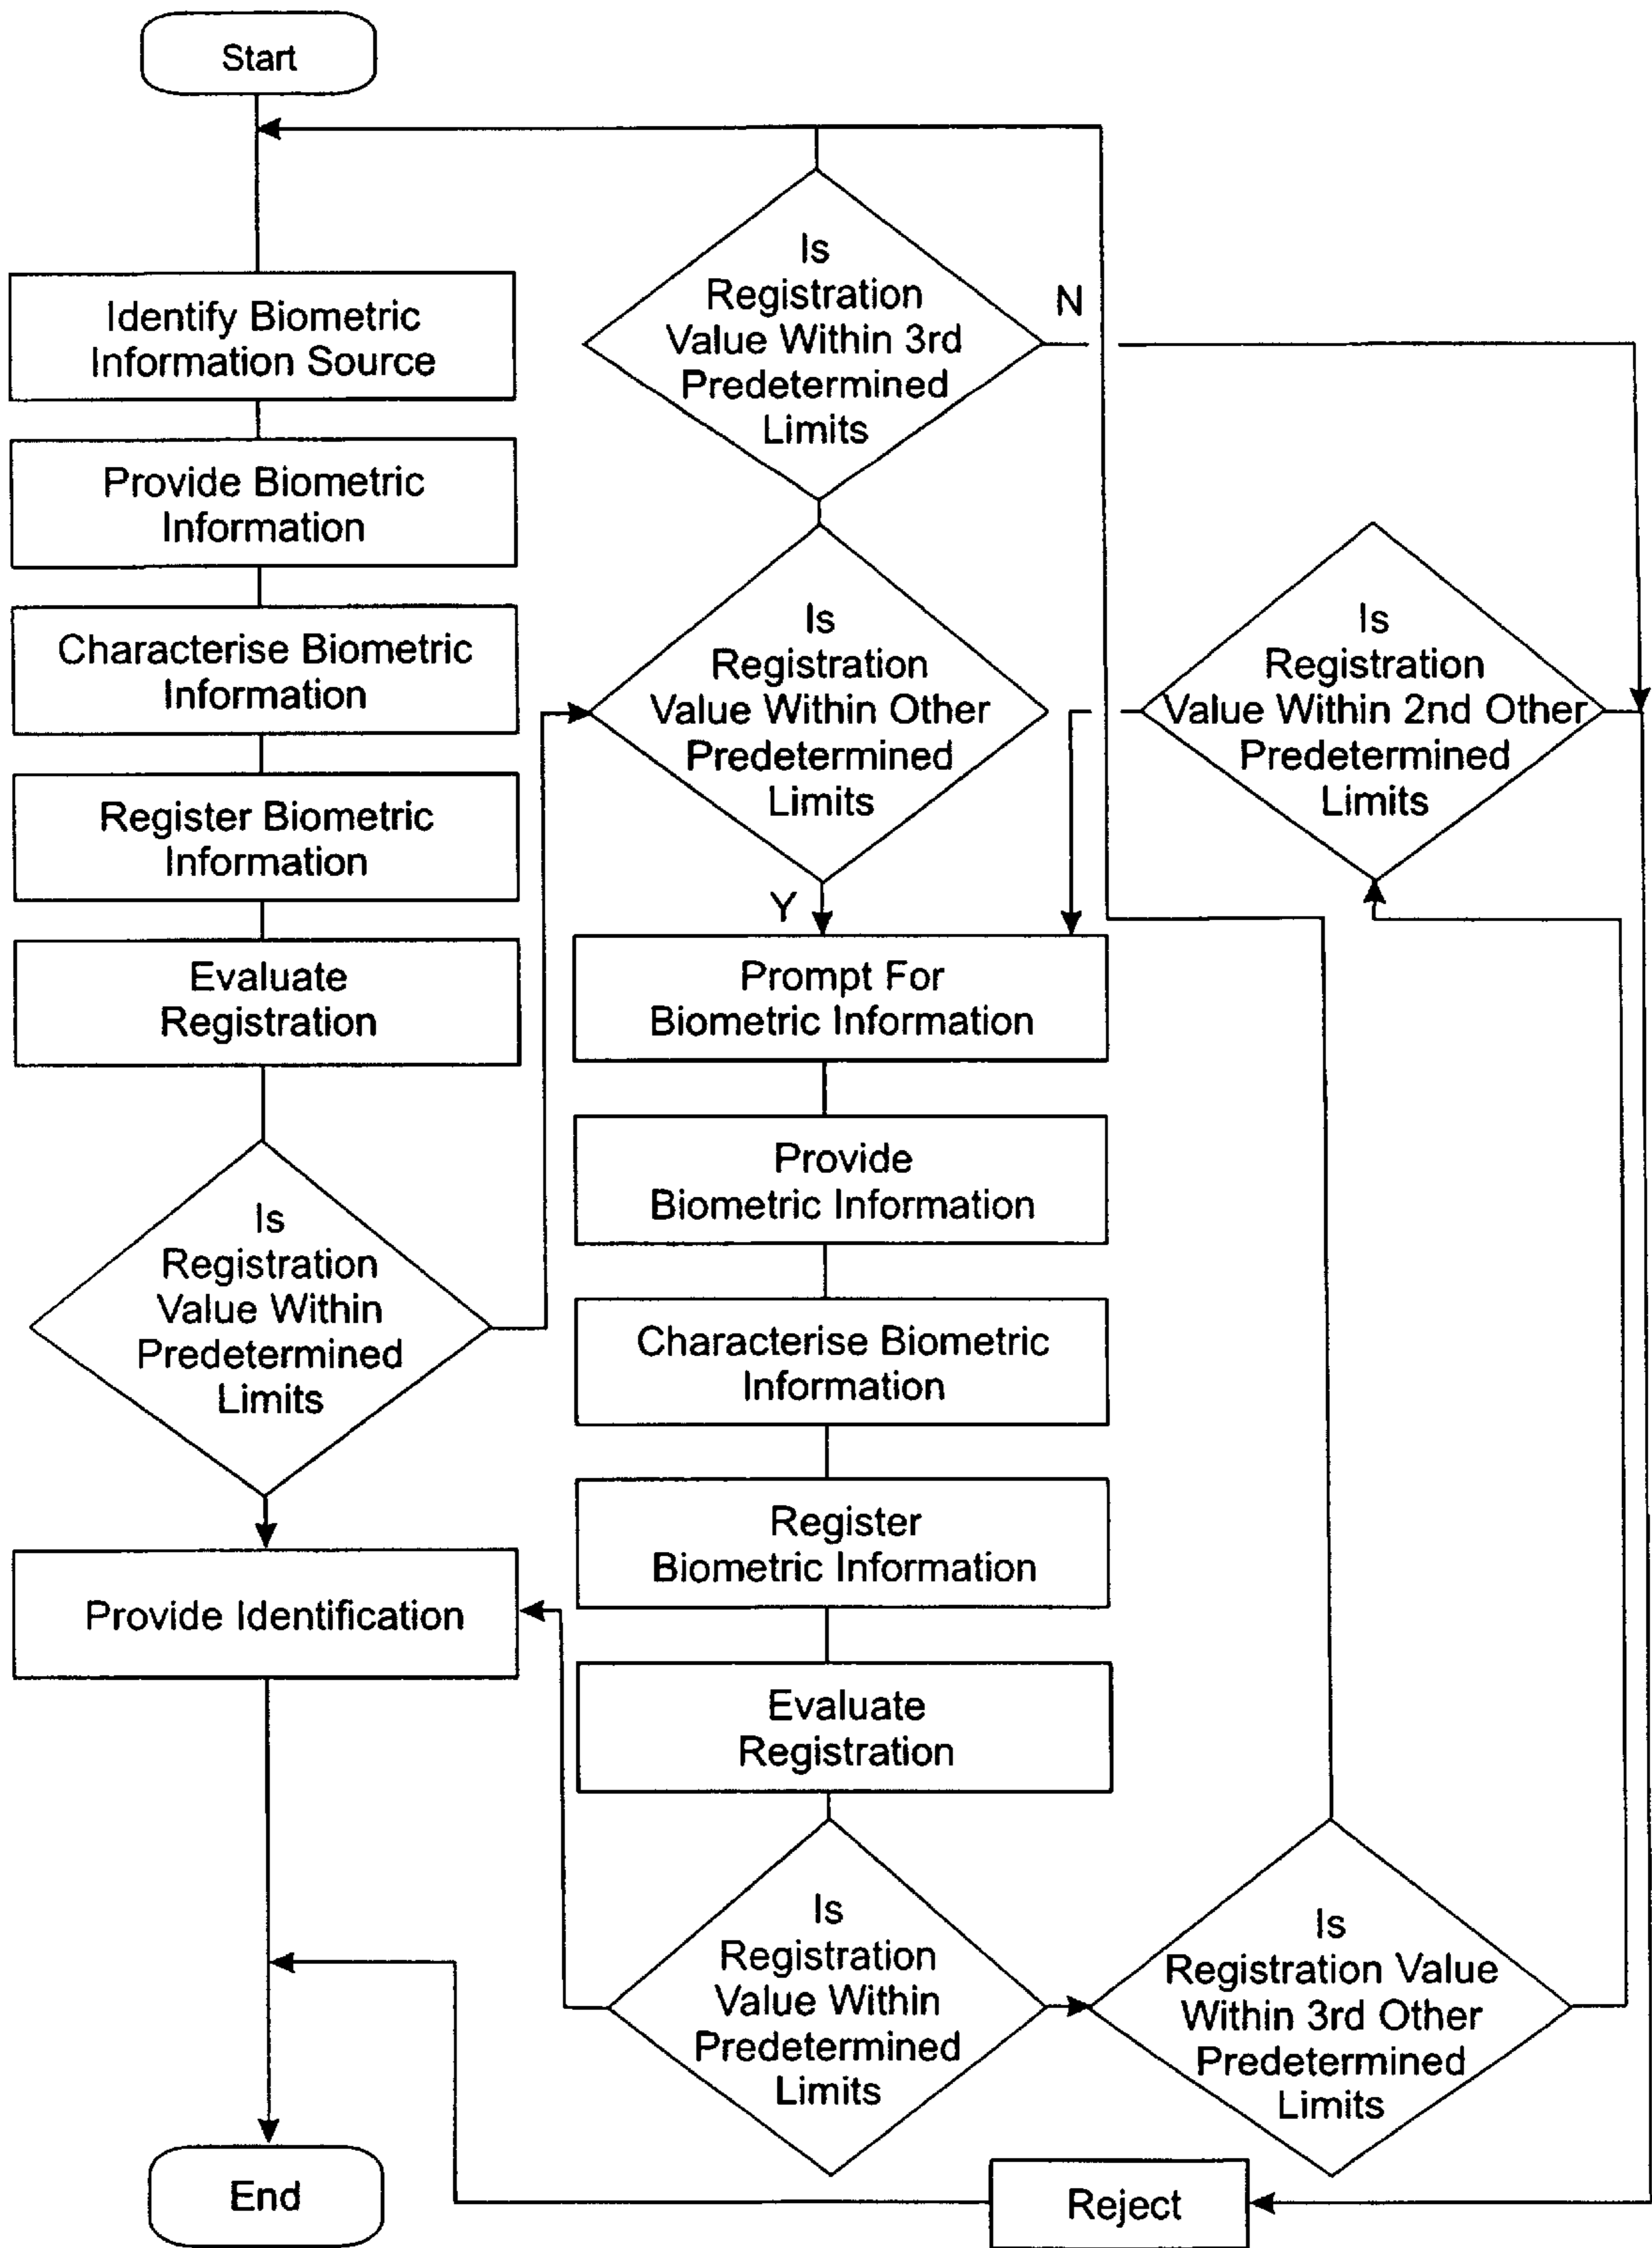 Start
Identify Biometric
Information Source
Provide Biometric
Information
Characterise Biometric
Information
Register Biometric
Information
Evaluate
Registration
Is
Registration
Value Within
Predetermined
Limits
Provide Identification
End
Is
Registration
Value Within 3rd
Predetermined
Limits
N
Is
Registration
Value Within Other
Predetermined
Limits
Y
Prompt For
Biometric Information
Provide
Biometric Information
Characterise Biometric
Information
Register
Biometric Information
Evaluate
Registration
Is
Registration
Value Within
Predetermined
Limits
Is
Registration
Value Within 2nd Other
Predetermined
Limits
Is
Registration Value
Within 3rd Other
Predetermined
Limits
Reject